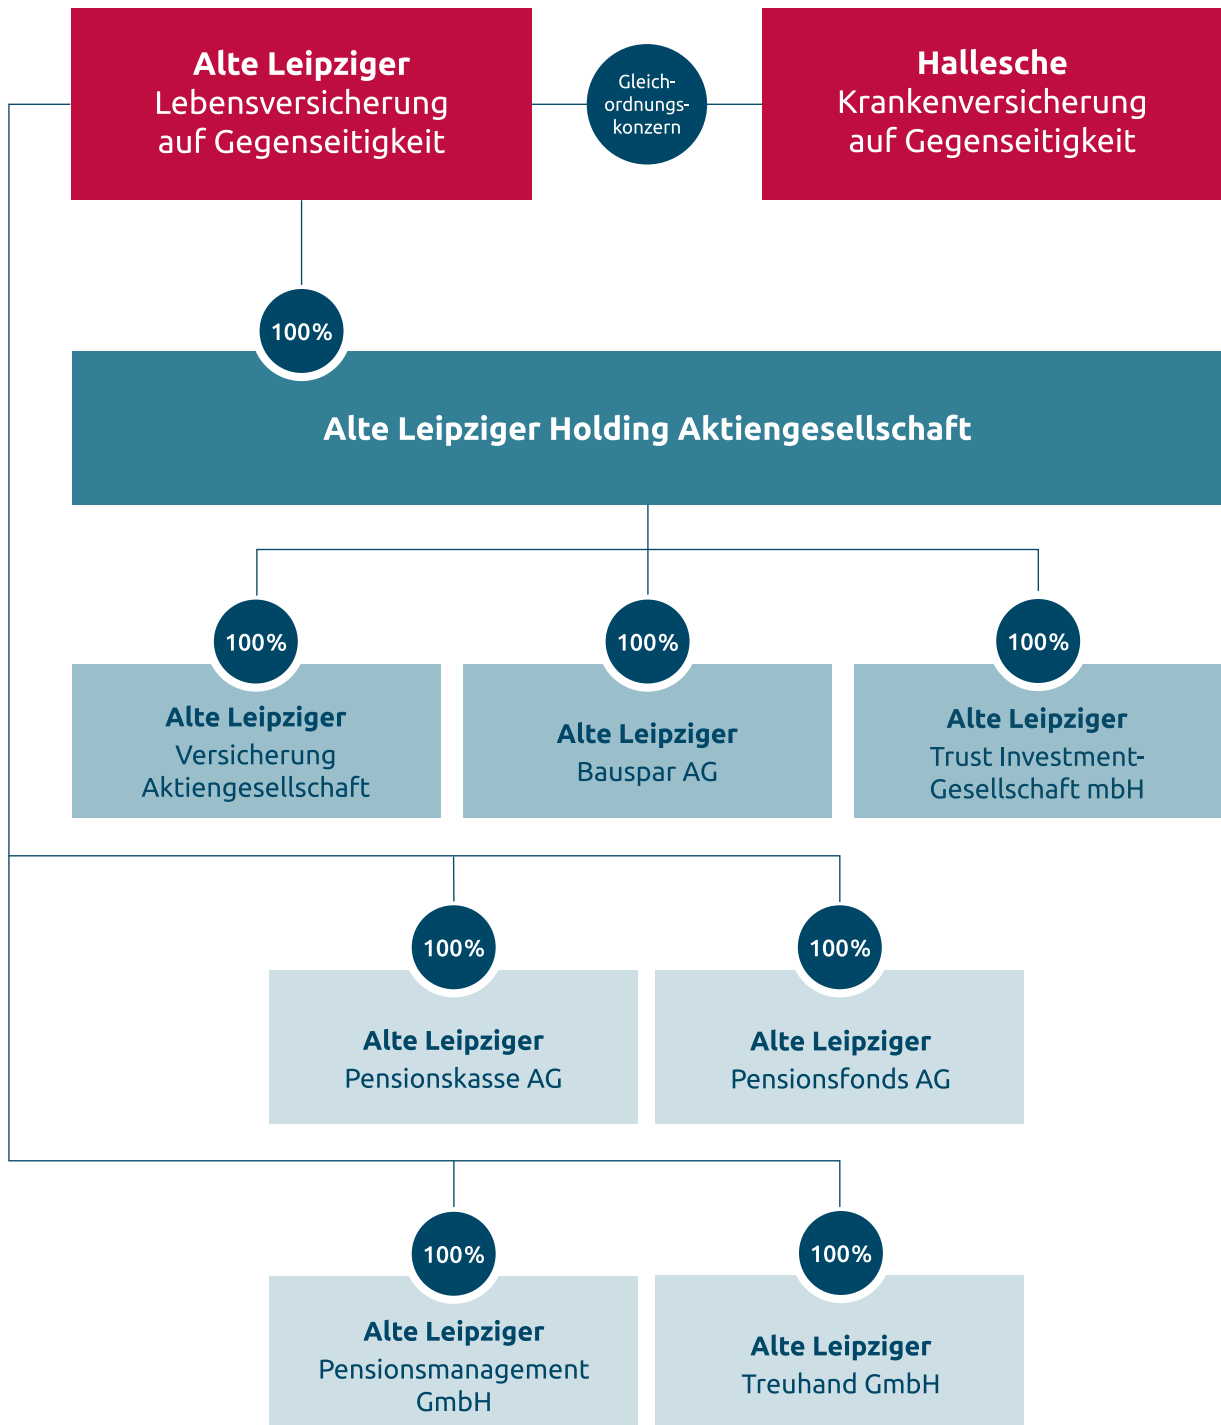 Alte Leipziger
Lebensversicherung
auf Gegenseitigkeit
Gleich-
ordnungs-
konzern
Hallesche
Krankenversicherung
auf Gegenseitigkeit
100%
Alte Leipziger Holding Aktiengesellschaft
100%
100%
100%
Alte Leipziger
Versicherung
Aktiengesellschaft
Alte Leipziger
Bauspar AG
Alte Leipziger
Trust Investment-
Gesellschaft mbH
100%
100%
Alte Leipziger
Pensionskasse AG
Alte Leipziger
Pensionsfonds AG
100%
100%
Alte Leipziger
Pensionsmanagement
GmbH
Alte Leipziger
Treuhand GmbH